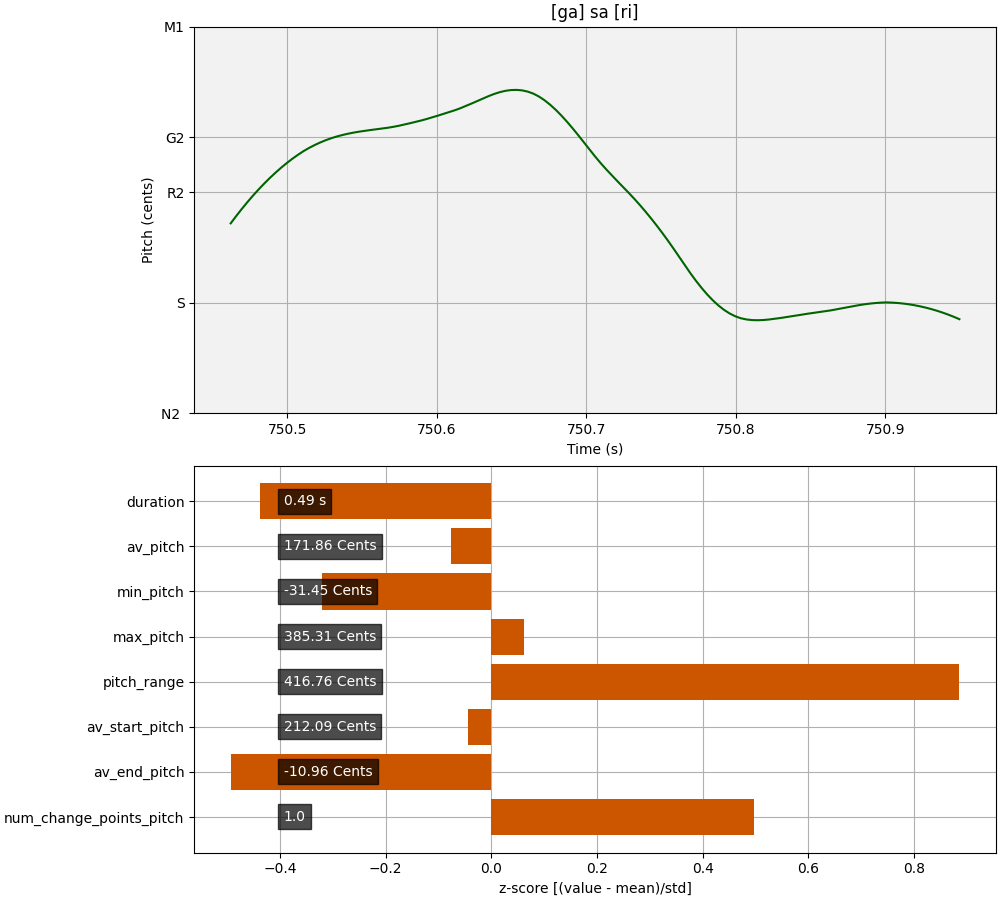 [ga] sa [ri]
M1
G2
R2
S
N2
Pitch (cents)
750.5 750.6 750.7 750.8 750.9
Time (s)
duration 0.49 s
av_pitch 171.86 Cents
min_pitch -31.45 Cents
max_pitch 385.31 Cents
pitch_range 416.76 Cents
av_start_pitch 212.09 Cents
av_end_pitch -10.96 Cents
num_change_points_pitch 1.0
−0.4 −0.2 0.0 0.2 0.4 0.6 0.8
z-score [(value - mean)/std]